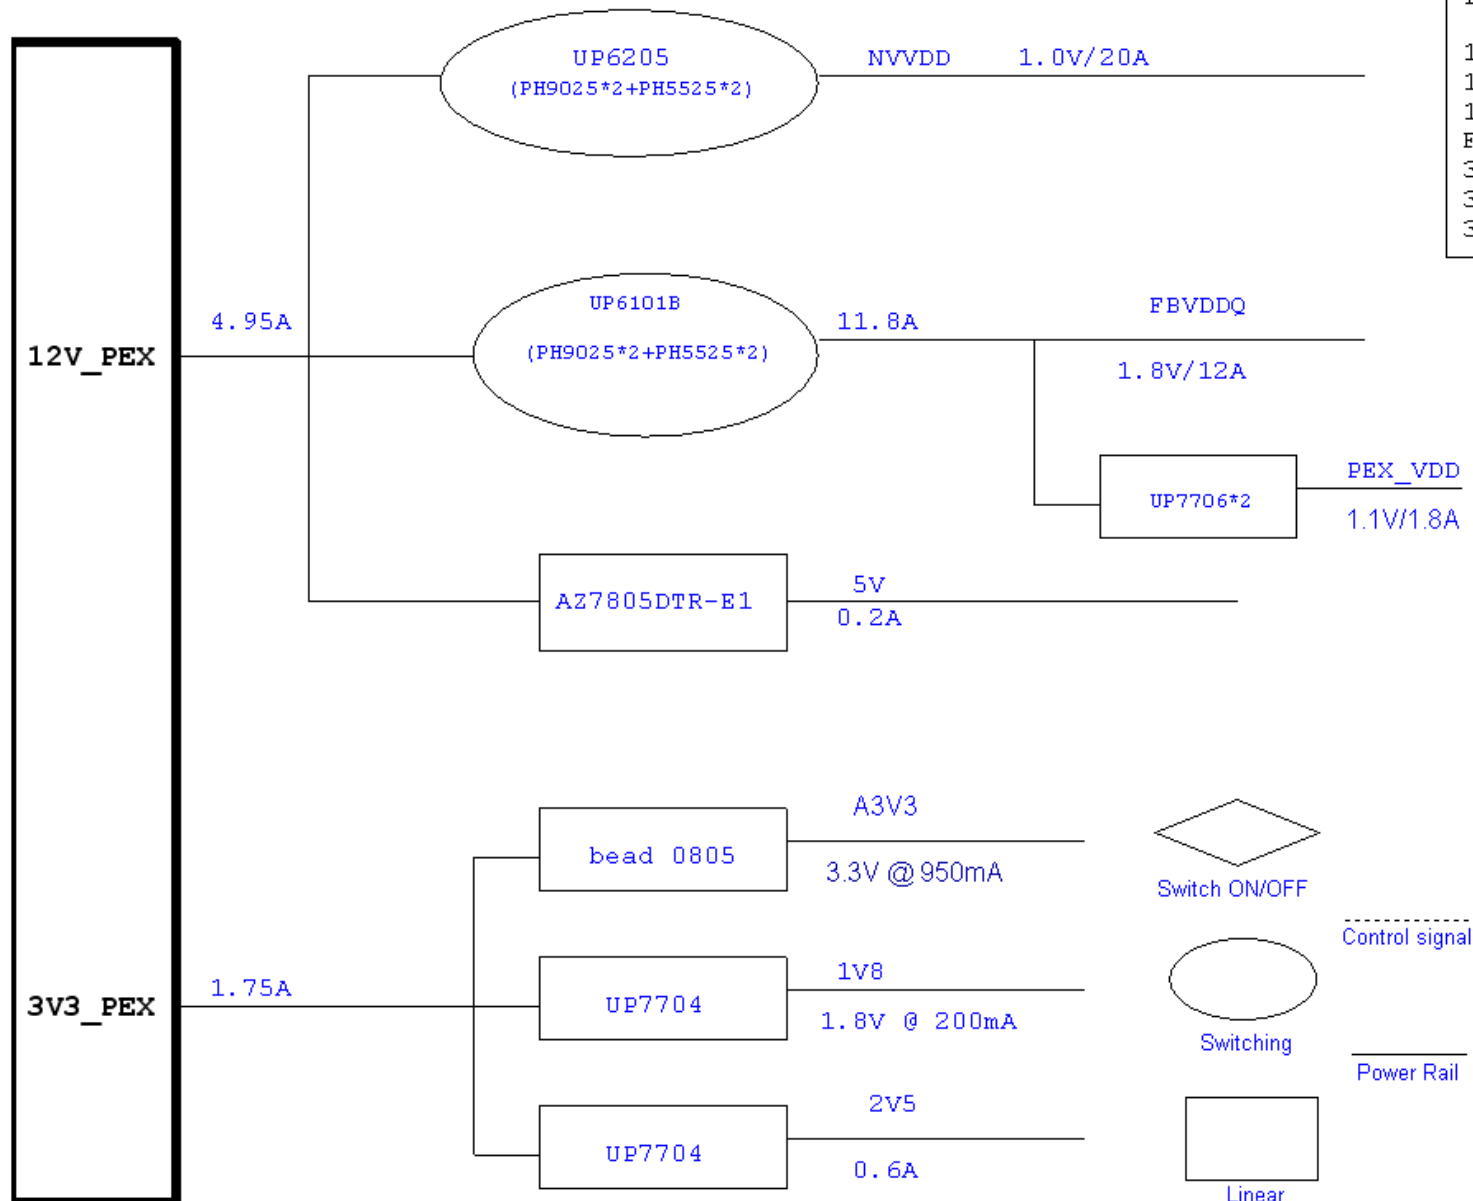 UP6205
(PH9025*2+PH5525*2)
NVVDD 1.0V/20A
12V_PEX
4.95A
UP6101B
(PH9025*2+PH5525*2)
11.8A
FBVDDQ
1.8V/12A
UP7706*2
PEX_VDD
1.1V/1.8A
AZ7805DTR-E1
5V
0.2A
3V3_PEX
1.75A
bead 0805
A3V3
3.3V @ 950mA
UP7704
1V8
1.8V @ 200mA
UP7704
2V5
0.6A
Switch ON/OFF
Control signal
Switching
Power Rail
Linear